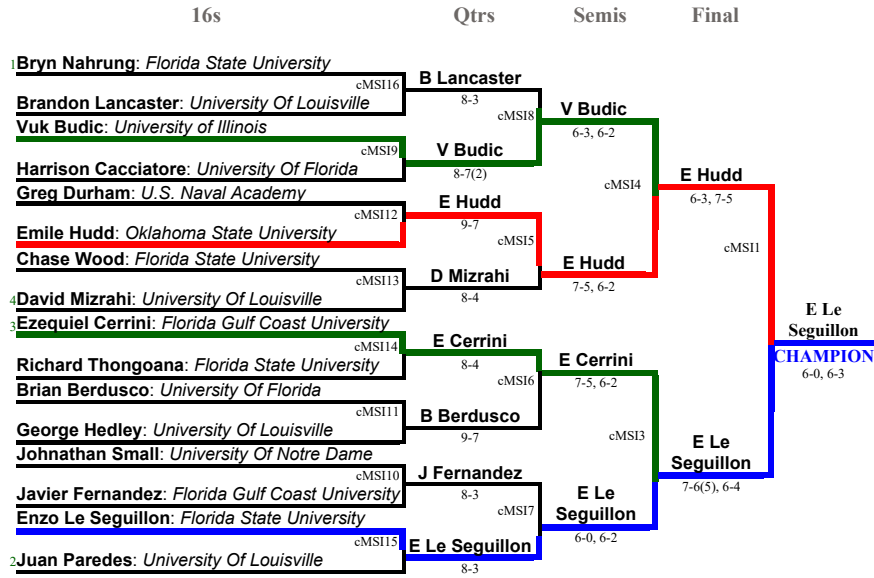 16s Qtrs Semis Final
1 Bryn Nahrung: Florida State University
cMSI16
B Lancaster
8-3
Brandon Lancaster: University Of Louisville
cMSI8
V Budic
6-3, 6-2
Vuk Budic: University of Illinois
cMSI9
V Budic
8-7(2)
Harrison Cacciatore: University Of Florida
cMSI4
E Hudd
6-3, 7-5
Greg Durham: U.S. Naval Academy
cMSI12
E Hudd
9-7
Emile Hudd: Oklahoma State University
cMSI5
cMSI1
Chase Wood: Florida State University
E Hudd
7-5, 6-2
cMSI13
D Mizrahi
8-4
4 David Mizrahi: University Of Louisville
E Le
Seguillon
CHAMPION
6-0, 6-3
3 Ezequiel Cerrini: Florida Gulf Coast University
cMSI14
E Cerrini
8-4
Richard Thongoana: Florida State University
cMSI6
E Cerrini
7-5, 6-2
Brian Berdusco: University Of Florida
cMSI11
B Berdusco
9-7
George Hedley: University Of Louisville
cMSI3
E Le
Seguillon
7-6(5), 6-4
Johnathan Small: University Of Notre Dame
cMSI10
J Fernandez
8-3
Javier Fernandez: Florida Gulf Coast University
cMSI7
E Le
Seguillon
6-0, 6-2
Enzo Le Seguillon: Florida State University
cMSI15
E Le Seguillon
8-3
2 Juan Paredes: University Of Louisville